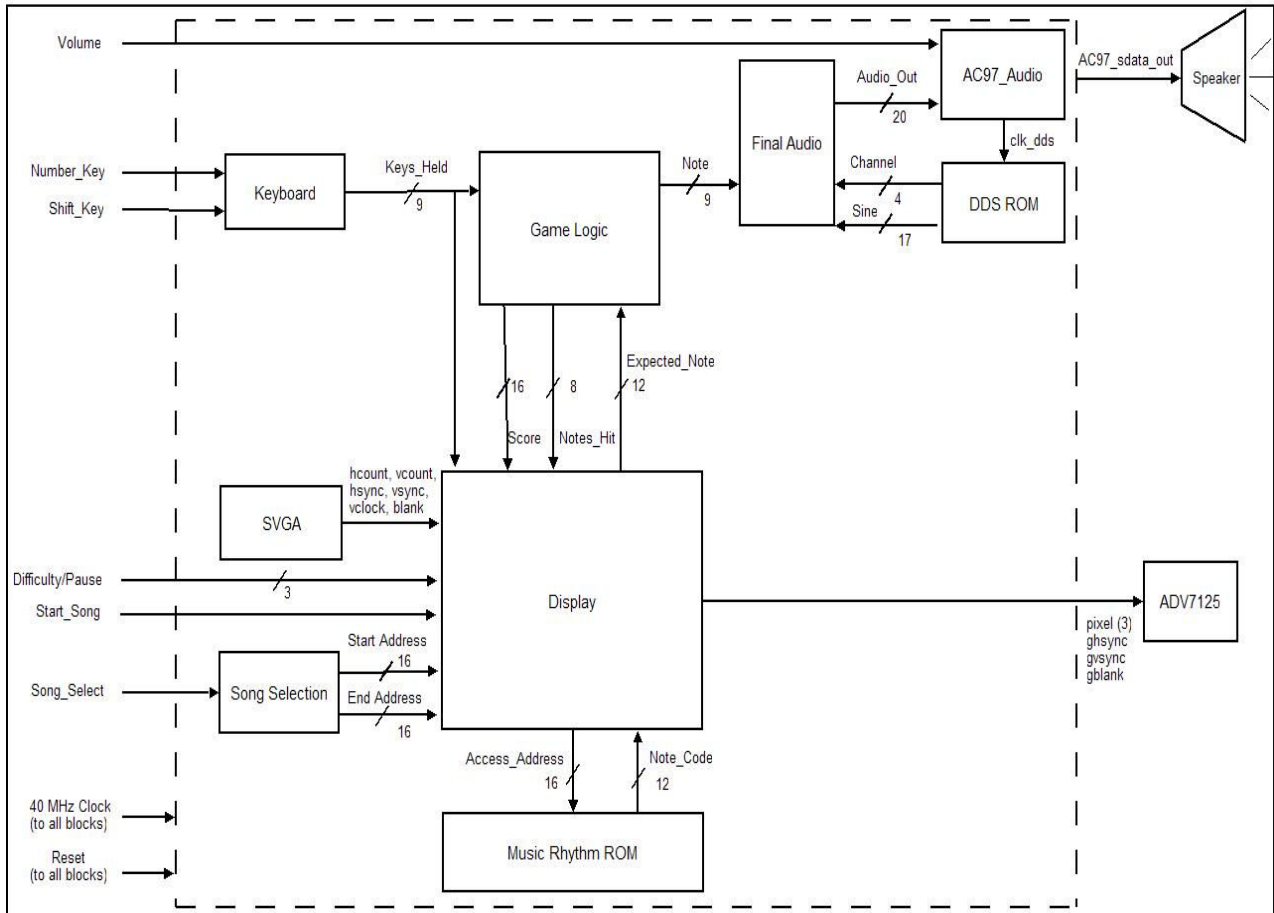 Volume
AC97_Audio
AC97_sdata_out
Speaker
Audio_Out
20
Final Audio
clk_dds
Number_Key
Shift_Key
Keyboard
Keys_Held
9
Game Logic
Note
9
Channel
4
Sine
17
DDS ROM
Expected_Note
16
8
12
Score
Notes_Hit
hcount, vcount,
hsync, vsync,
vclock, blank
SVGA
Difficulty/Pause
3
Start_Song
Display
ADV7125
pixel (3)
ghsync
gvsync
gblank
Start Address
16
Song_Select
Song Selection
End Address
16
Access_Address
16
Note_Code
12
40 MHz Clock
(to all blocks)
Music Rhythm ROM
Reset
(to all blocks)